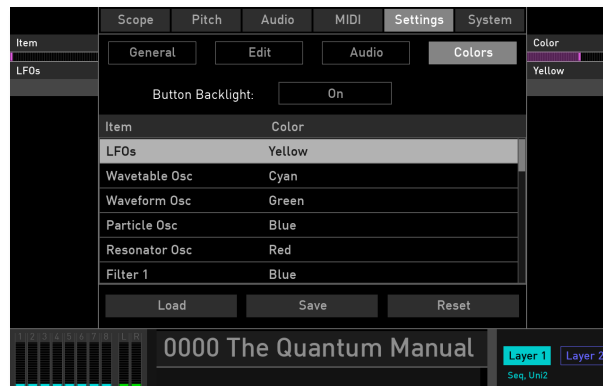 Scope Pitch Audio MIDI Settings System
Item
Color
General Edit Audio Colors
LFOs
Yellow
Button Backlight: On
Item Color
LFOs Yellow
Wavetable Osc Cyan
Waveform Osc Green
Particle Osc Blue
Resonator Osc Red
Filter 1 Blue
Load Save Reset
1 2 3 4 5 6 7 8 L R
0000 The Quantum Manual
Layer 1 Layer 2
Seq, Uni2